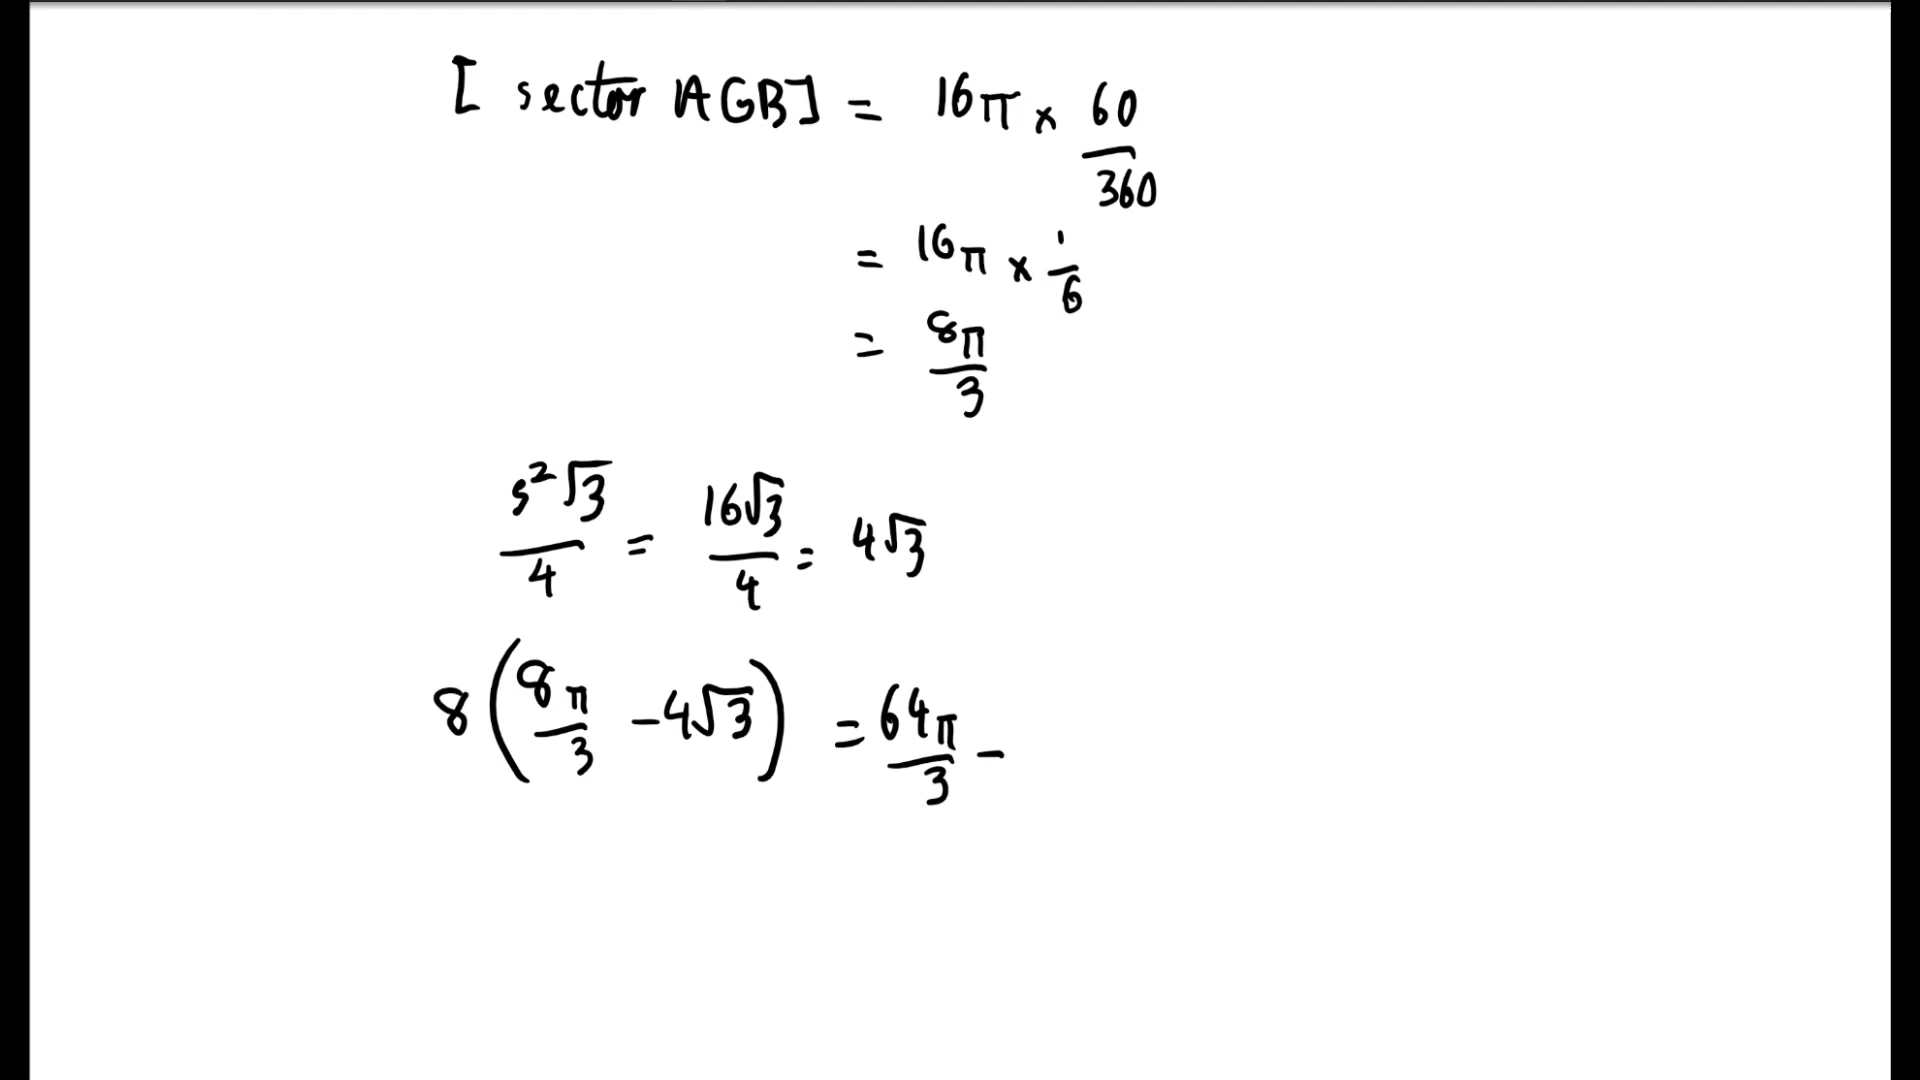 [ sector AGB] = 16π × 60/360
= 16π × 1/6
= 8π/3
s²√3/4 = 16√3/4 = 4√3
8(8π/3 - 4√3) = 64π/3 -